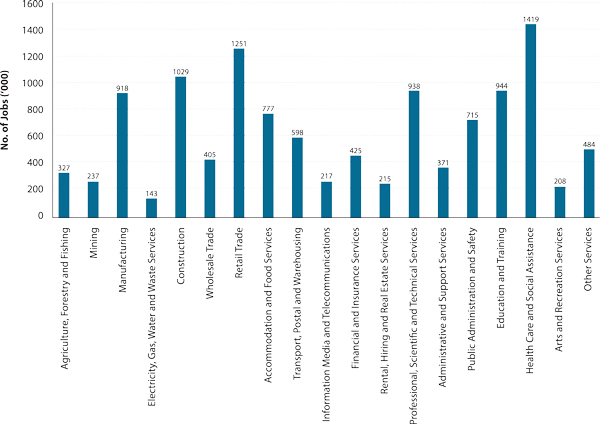 No. of Jobs ('000)
1600
1400
1200
1000
800
600
400
200
0
327
237
918
143
1029
405
1251
777
598
217
425
215
938
371
715
944
1419
208
484
Agriculture, Forestry and Fishing
Mining
Manufacturing
Electricity, Gas, Water and Waste Services
Construction
Wholesale Trade
Retail Trade
Accommodation and Food Services
Transport, Postal and Warehousing
Information Media and Telecommunications
Financial and Insurance Services
Rental, Hiring and Real Estate Services
Professional, Scientific and Technical Services
Administrative and Support Services
Public Administration and Safety
Education and Training
Health Care and Social Assistance
Arts and Recreation Services
Other Services